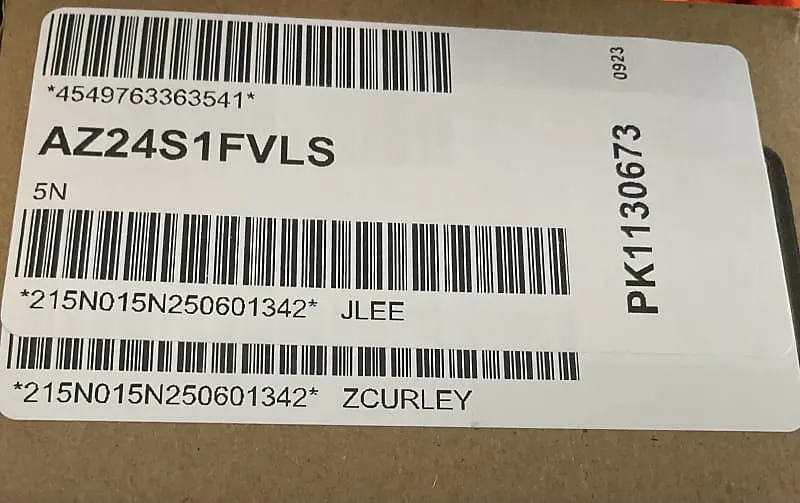 *4549763363541*
AZ24S1FVLS
5N
*215N015N250601342* JLEE
*215N015N250601342* ZCURLEY
0923
PK1130673